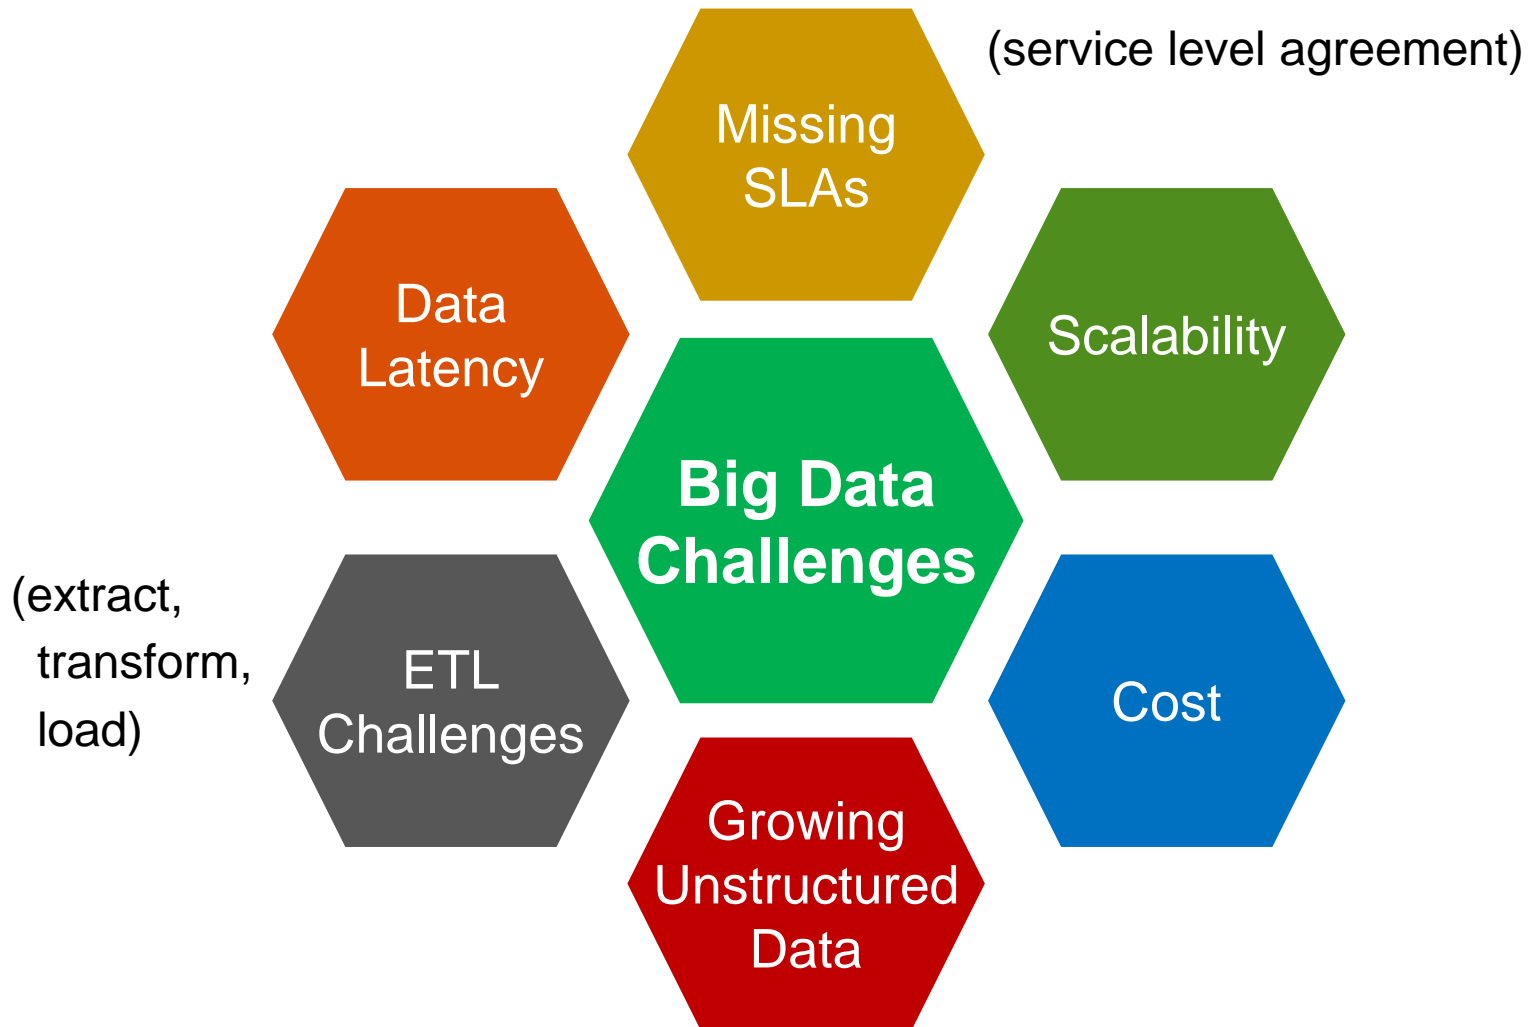 (service level agreement)
Missing
SLAs
Data
Latency
Scalability
Big Data
Challenges
(extract,
transform,
load)
ETL
Challenges
Cost
Growing
Unstructured
Data